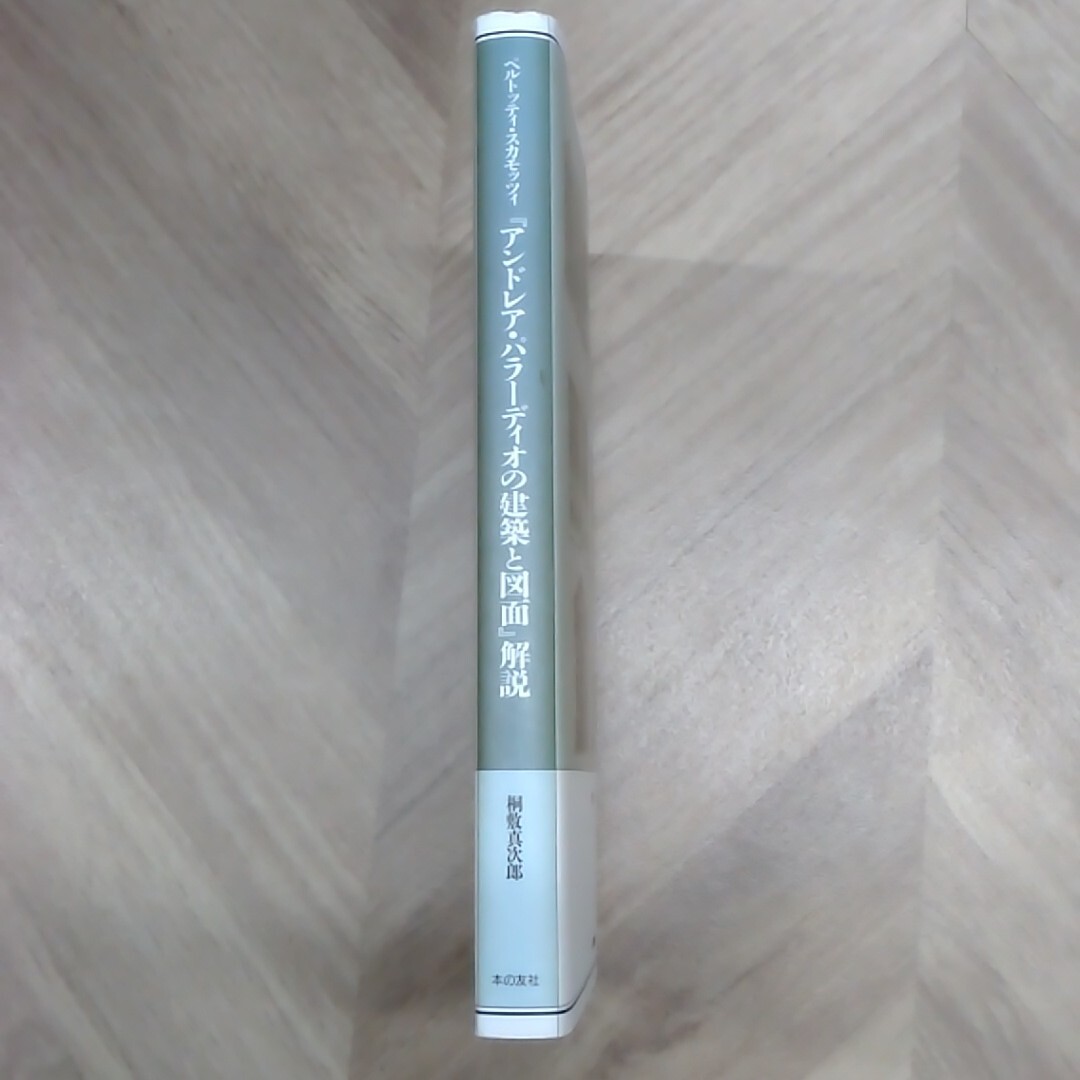 ベルトッティ・スカモッツィ
『アンドレア・パラーディオの建築と図面』解説
桐敷真次郎
本の友社